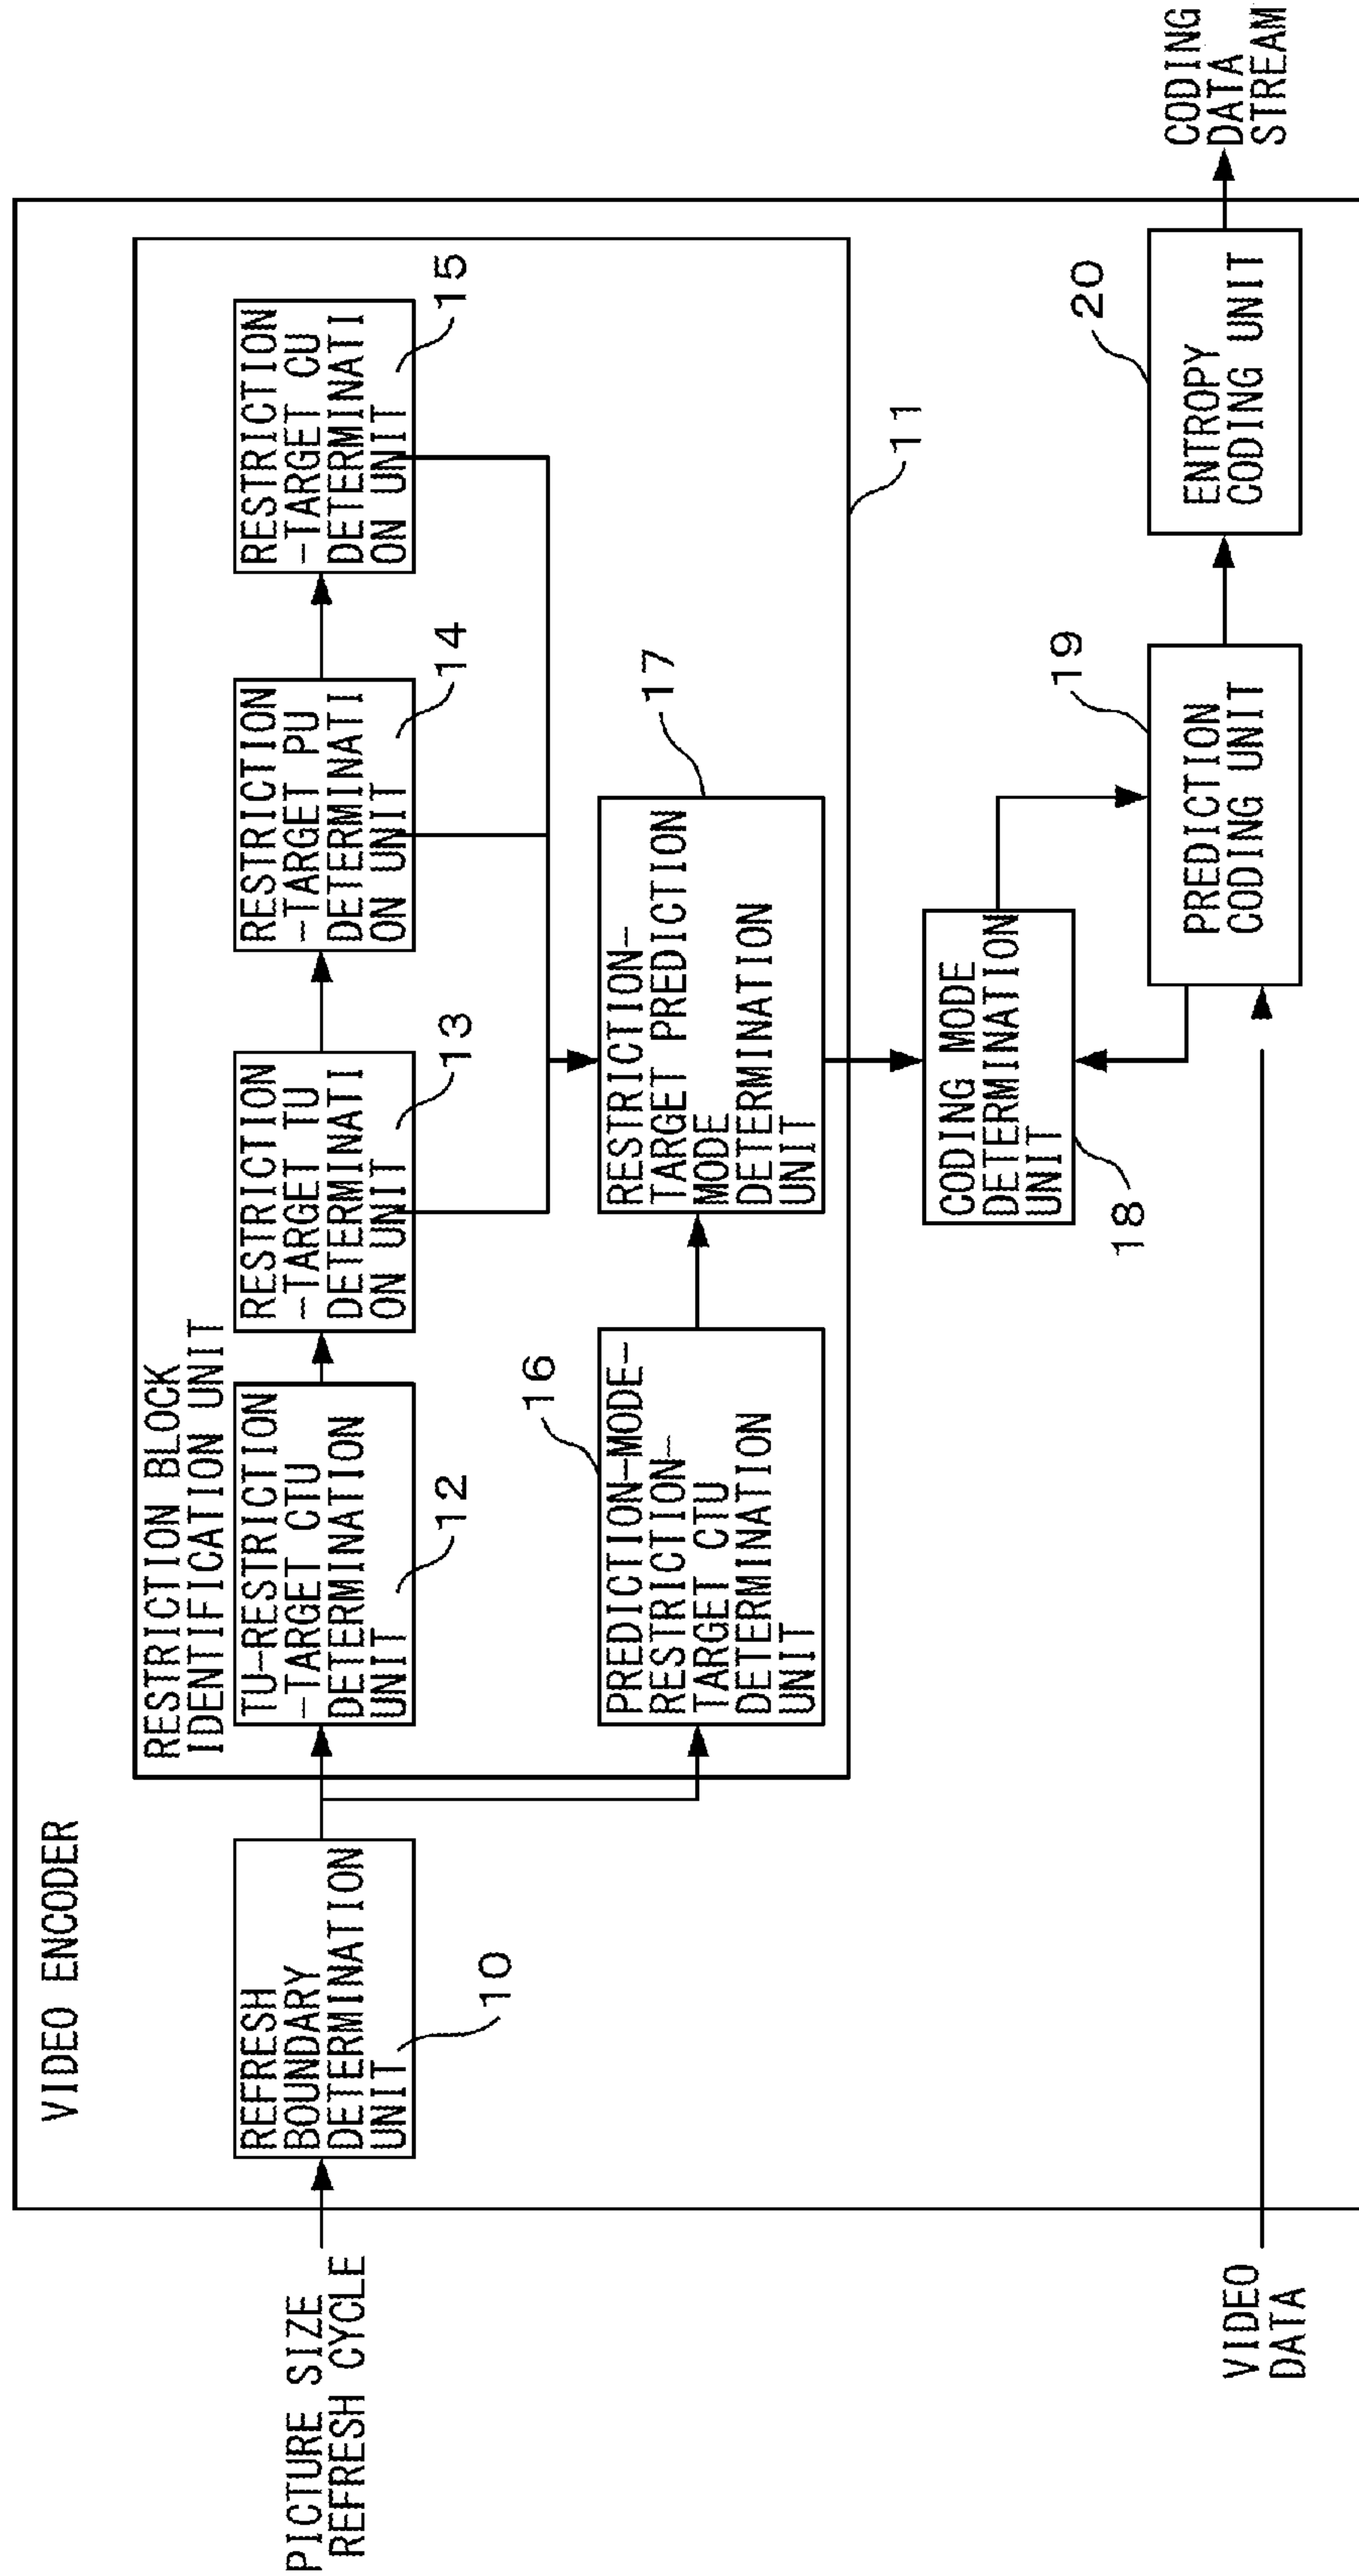 VIDEO ENCODER
PICTURE SIZE
REFRESH CYCLE
REFRESH
BOUNDARY
DETERMINATION
UNIT
10
RESTRICTION BLOCK
IDENTIFICATION UNIT
TU-RESTRICTION
-TARGET CTU
DETERMINATION
UNIT
12
RESTRICTION
-TARGET TU
DETERMINATI
ON UNIT
13
RESTRICTION
-TARGET PU
DETERMINATI
ON UNIT
14
RESTRICTION
-TARGET CU
DETERMINATI
ON UNIT
15
16
PREDICTION-MODE-
RESTRICTION-
TARGET CTU
DETERMINATION
UNIT
RESTRICTION-
TARGET PREDICTION
MODE
DETERMINATION
UNIT
17
11
CODING MODE
DETERMINATION
UNIT
18
VIDEO
DATA
19
PREDICTION
CODING UNIT
20
ENTROPY
CODING UNIT
CODING
DATA
STREAM